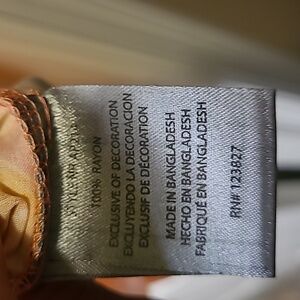 100% RAYON
EXCLUSIVE OF DECORATION
EXCLUYENDO LA DECORACION
EXCLUSIF DE DÉCORATION
MADE IN BANGLADESH
HECHO EN BANGLADESH
FABRIQUÉ EN BANGLADESH
RN# 123827